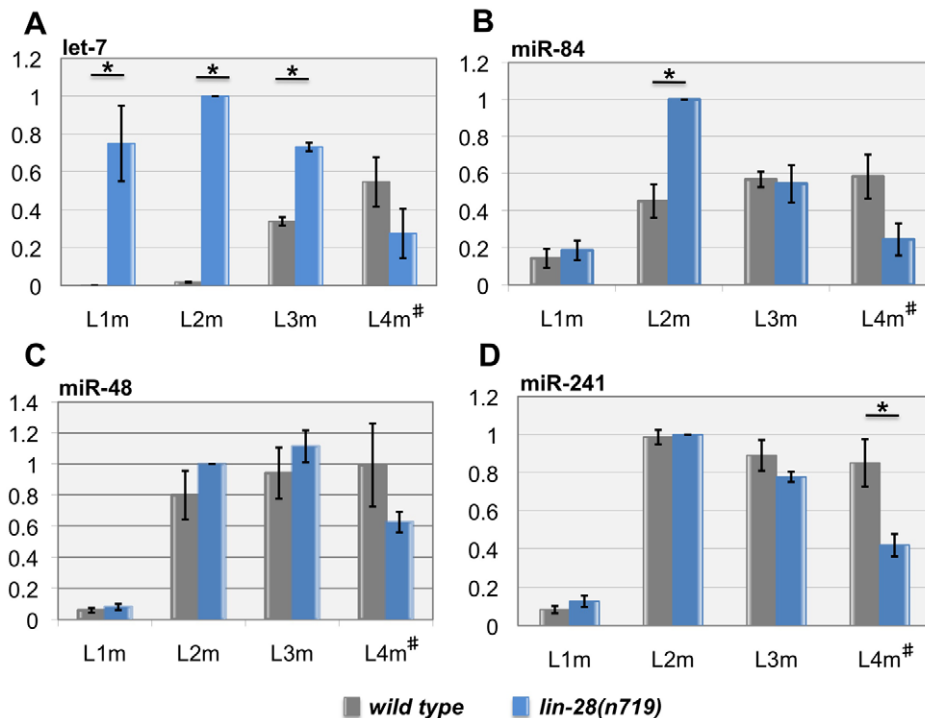 A
let-7
1.2
1
0.8
0.6
0.4
0.2
0
*
*
*
L1m
L2m
L3m
L4m#
B
miR-84
1.2
1
0.8
0.6
0.4
0.2
0
*
L1m
L2m
L3m
L4m#
C
miR-48
1.4
1.2
1
0.8
0.6
0.4
0.2
0
L1m
L2m
L3m
L4m#
D
miR-241
1.2
1
0.8
0.6
0.4
0.2
0
*
L1m
L2m
L3m
L4m#
wild type
lin-28(n719)